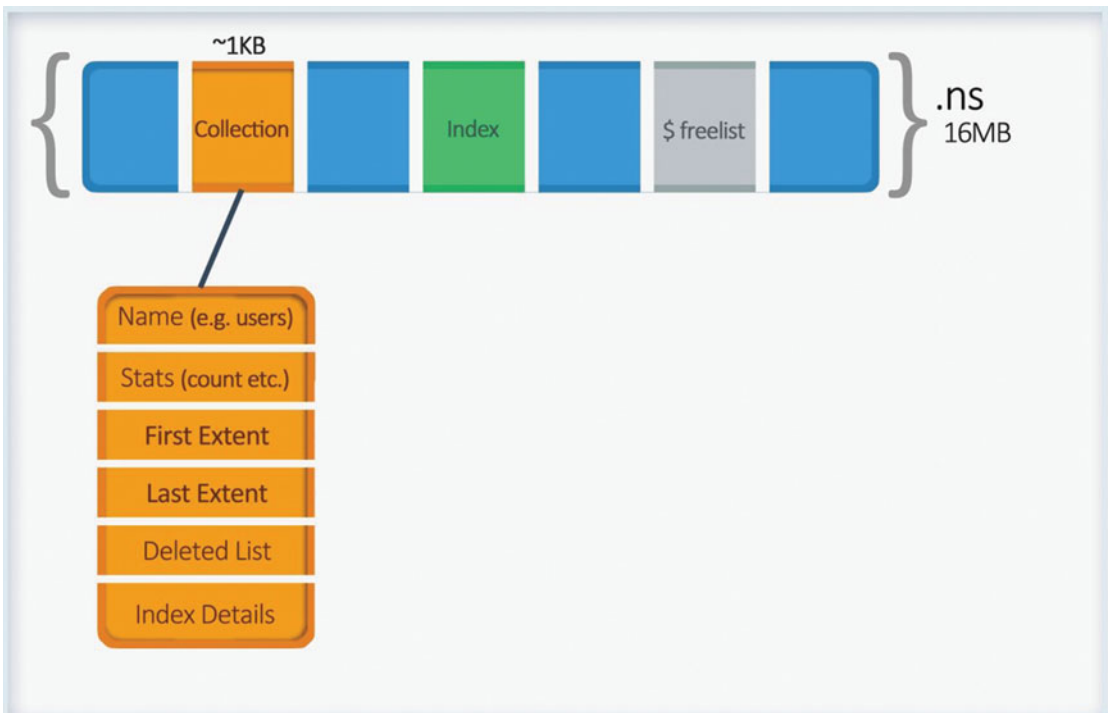 ~1KB
{
Collection
Index
$ freelist
}
.ns
16MB
Name (e.g. users)
Stats (count etc.)
First Extent
Last Extent
Deleted List
Index Details